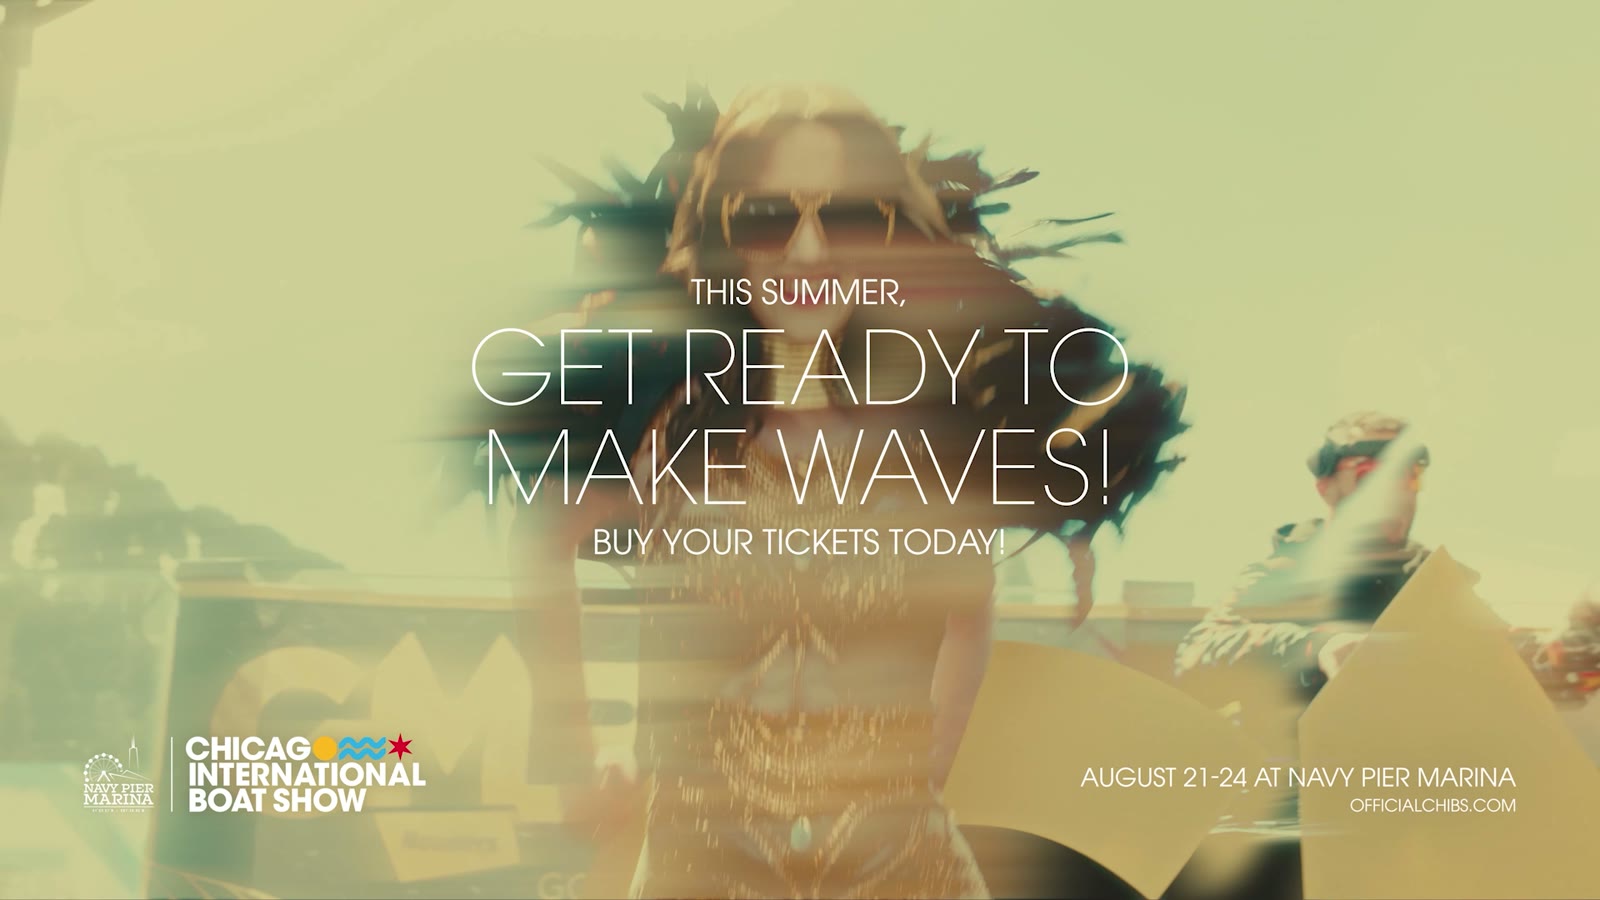 THIS SUMMER,
GET READY TO
MAKE WAVES!
BUY YOUR TICKETS TODAY!
NAVY PIER
MARINA
CHICAGO
INTERNATIONAL
BOAT SHOW
AUGUST 21-24 AT NAVY PIER MARINA
OFFICIALCHIBS.COM